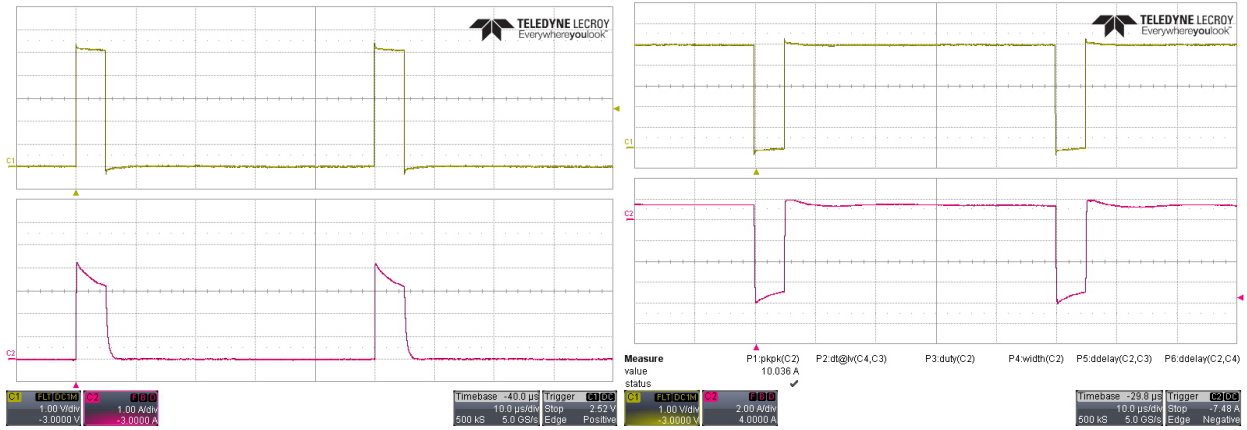 TELEDYNE LECROY
Everywhereyoulook™
C1
C2
C1 FLT DC1M
1.00 V/div
-3.0000 V
C2 F B D
1.00 A/div
-3.0000 A
Timebase -40.0 µs
10.0 µs/div
500 kS 5.0 GS/s
Trigger C1 DC
Stop 2.52 V
Edge Positive
TELEDYNE LECROY
Everywhereyoulook™
C1
C2
Measure P1:pkpk(C2) P2:dt@lv(C4,C3) P3:duty(C2) P4:width(C2) P5:ddelay(C2,C3) P6:ddelay(C2,C4)
value 10.036 A
status
C1 FLT DC1M
1.00 V/div
-3.0000 V
C2 F B D
2.00 A/div
4.0000 A
Timebase -29.8 µs
10.0 µs/div
500 kS 5.0 GS/s
Trigger C2 DC
Stop -7.48 A
Edge Negative